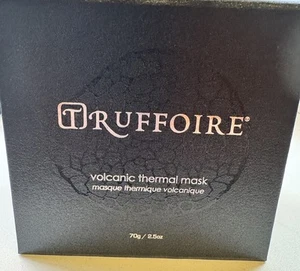 TRUFFOIRE®
volcanic thermal mask
masque thermique volcanique
70g / 2.5oz